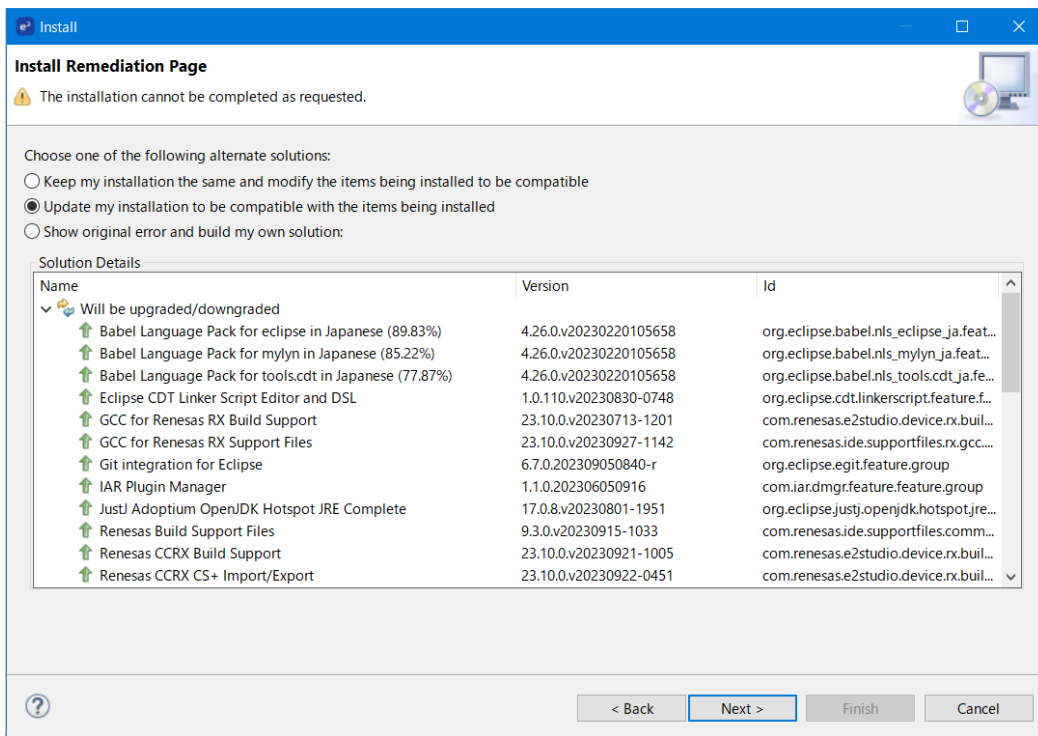 e² Install
Install Remediation Page
The installation cannot be completed as requested.
Choose one of the following alternate solutions:
Keep my installation the same and modify the items being installed to be compatible
Update my installation to be compatible with the items being installed
Show original error and build my own solution:
Solution Details
Name Version Id
Will be upgraded/downgraded
Babel Language Pack for eclipse in Japanese (89.83%) 4.26.0.v20230220105658 org.eclipse.babel.nls_eclipse_ja.feat...
Babel Language Pack for mylyn in Japanese (85.22%) 4.26.0.v20230220105658 org.eclipse.babel.nls_mylyn_ja.feat...
Babel Language Pack for tools.cdt in Japanese (77.87%) 4.26.0.v20230220105658 org.eclipse.babel.nls_tools.cdt_ja.fe...
Eclipse CDT Linker Script Editor and DSL 1.0.110.v20230830-0748 org.eclipse.cdt.linkerscript.feature.f...
GCC for Renesas RX Build Support 23.10.0.v20230713-1201 com.renesas.e2studio.device.rx.buil...
GCC for Renesas RX Support Files 23.10.0.v20230927-1142 com.renesas.ide.supportfiles.rx.gcc....
Git integration for Eclipse 6.7.0.202309050840-r org.eclipse.egit.feature.group
IAR Plugin Manager 1.1.0.202306050916 com.iar.dmgr.feature.feature.group
JustJ Adoptium OpenJDK Hotspot JRE Complete 17.0.8.v20230801-1951 org.eclipse.justj.openjdk.hotspot.jre...
Renesas Build Support Files 9.3.0.v20230915-1033 com.renesas.ide.supportfiles.comm...
Renesas CCRX Build Support 23.10.0.v20230921-1005 com.renesas.e2studio.device.rx.buil...
Renesas CCRX CS+ Import/Export 23.10.0.v20230922-0451 com.renesas.e2studio.device.rx.buil...
? < Back Next > Finish Cancel